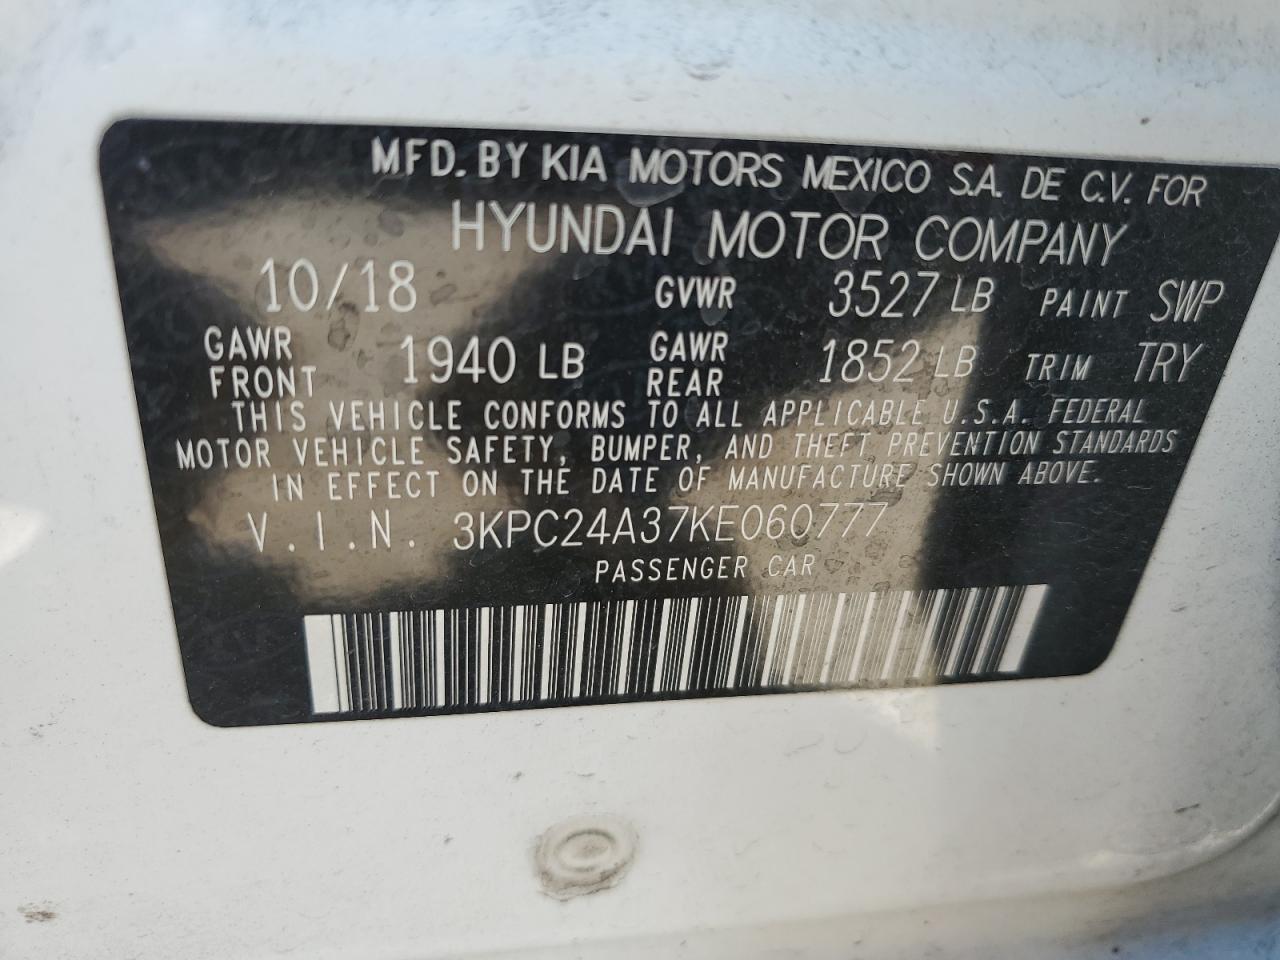 MFD. BY KIA MOTORS MEXICO S.A. DE C.V. FOR
HYUNDAI MOTOR COMPANY
10/18 GVWR 3527 LB PAINT SWP
GAWR FRONT 1940 LB GAWR REAR 1852 LB TRIM TRY
THIS VEHICLE CONFORMS TO ALL APPLICABLE U.S.A. FEDERAL
MOTOR VEHICLE SAFETY, BUMPER, AND THEFT PREVENTION STANDARDS
IN EFFECT ON THE DATE OF MANUFACTURE SHOWN ABOVE.
V.I.N. 3KPC24A37KE060777
PASSENGER CAR